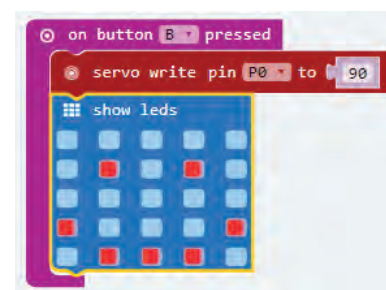 on button B pressed
servo write pin P0 to 90
show leds